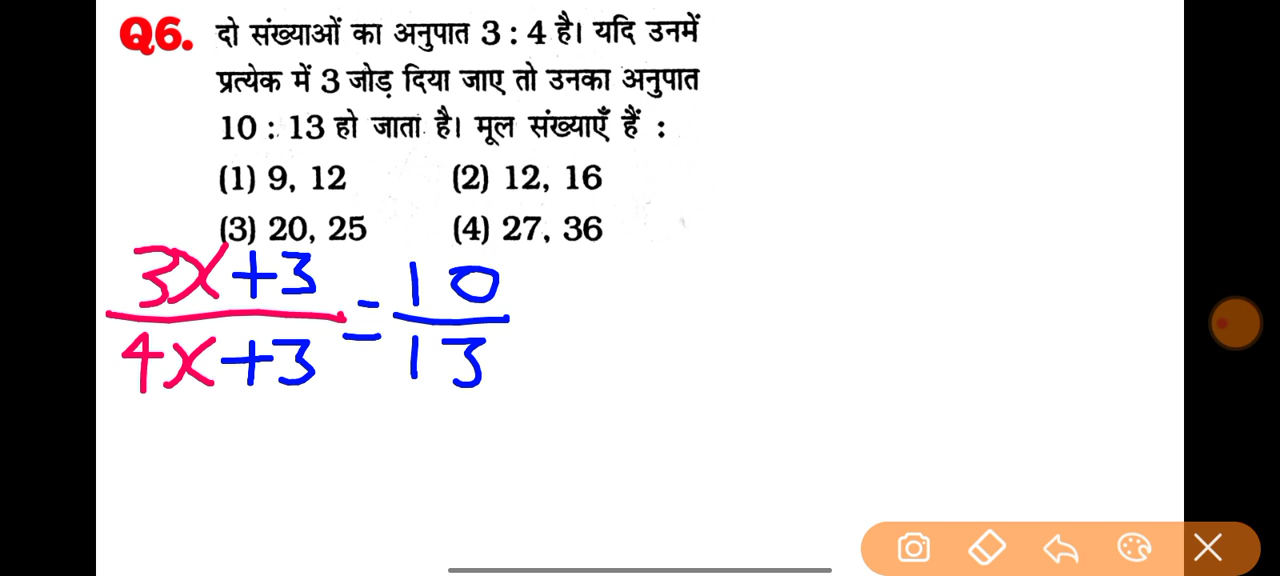 Q6. दो संख्याओं का अनुपात 3 : 4 है। यदि उनमें
प्रत्येक में 3 जोड़ दिया जाए तो उनका अनुपात
10 : 13 हो जाता है। मूल संख्याएँ हैं :
(1) 9, 12 (2) 12, 16
(3) 20, 25 (4) 27, 36
3x+3 10
=
4x+3 13